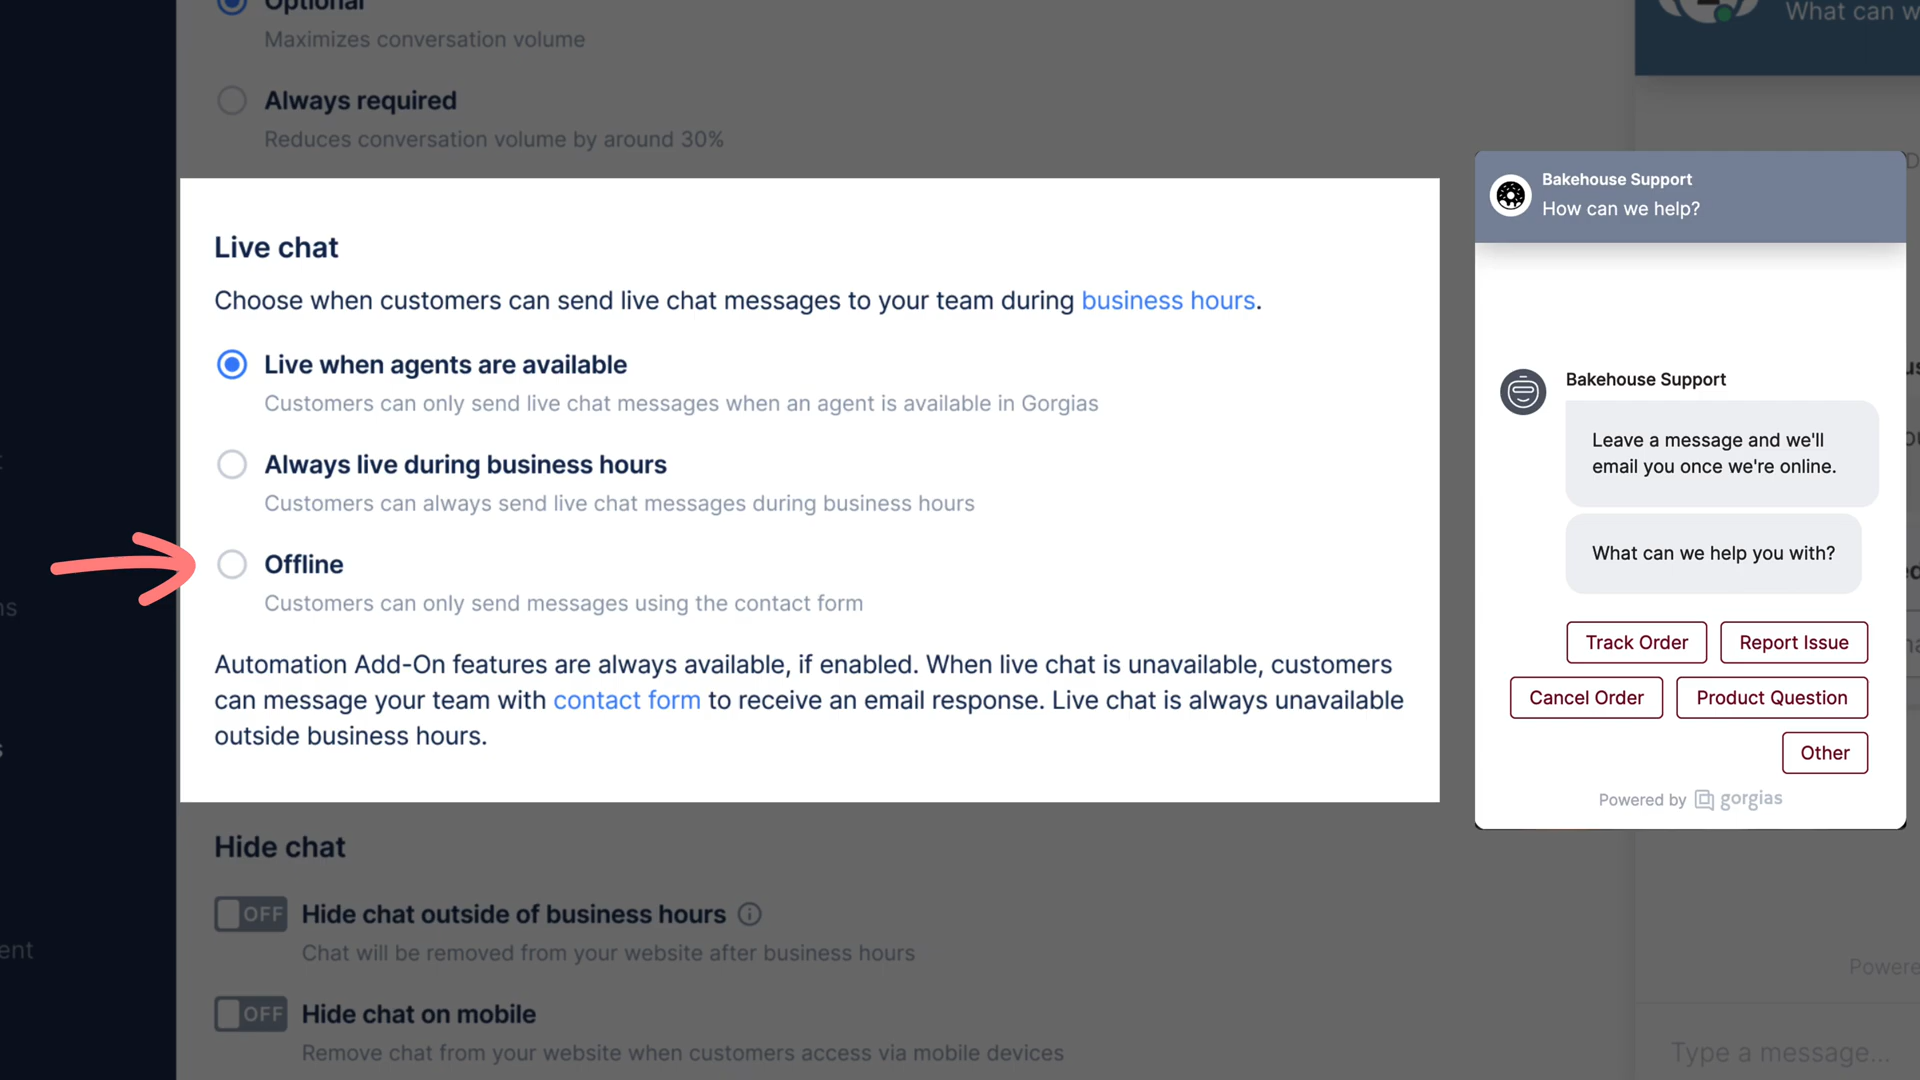 Optional
Maximizes conversation volume
Always required
Reduces conversation volume by around 30%
Live chat
Choose when customers can send live chat messages to your team during business hours.
Live when agents are available
Customers can only send live chat messages when an agent is available in Gorgias
Always live during business hours
Customers can always send live chat messages during business hours
Offline
Customers can only send messages using the contact form
Automation Add-On features are always available, if enabled. When live chat is unavailable, customers
can message your team with contact form to receive an email response. Live chat is always unavailable
outside business hours.
Hide chat
OFF Hide chat outside of business hours
Chat will be removed from your website after business hours
OFF Hide chat on mobile
Remove chat from your website when customers access via mobile devices
What can w
Bakehouse Support
How can we help?
Bakehouse Support
Leave a message and we'll
email you once we're online.
What can we help you with?
Track Order
Report Issue
Cancel Order
Product Question
Other
Powered by gorgias
Powere
Type a message...
ns
ent